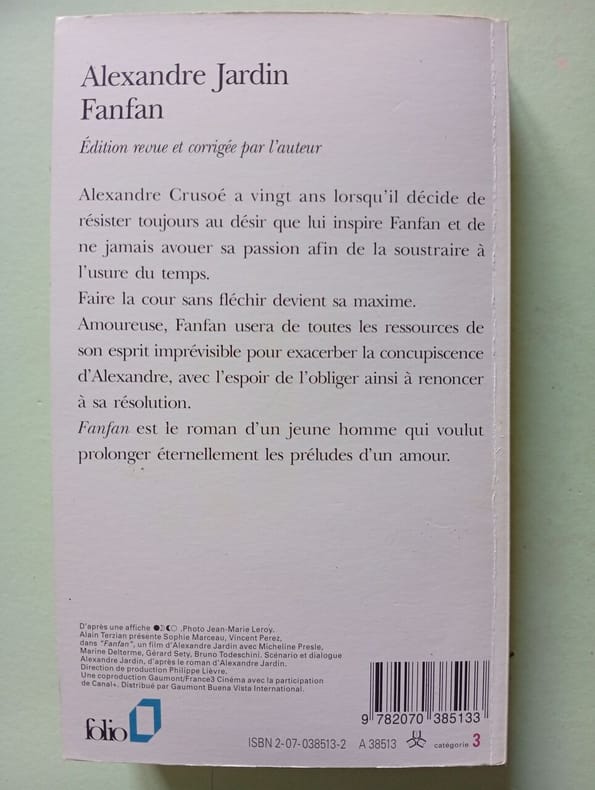 Alexandre Jardin
Fanfan
Édition revue et corrigée par l'auteur
Alexandre Crusoé a vingt ans lorsqu'il décide de
résister toujours au désir que lui inspire Fanfan et de
ne jamais avouer sa passion afin de la soustraire à
l'usure du temps.
Faire la cour sans fléchir devient sa maxime.
Amoureuse, Fanfan usera de toutes les ressources de
son esprit imprévisible pour exacerber la concupiscence
d'Alexandre, avec l'espoir de l'obliger ainsi à renoncer
à sa résolution.
Fanfan est le roman d'un jeune homme qui voulut
prolonger éternellement les préludes d'un amour.
D'après une affiche .Photo Jean-Marie Leroy.
Alain Terzian présente Sophie Marceau, Vincent Perez,
dans "Fanfan", un film d'Alexandre Jardin avec Micheline Presle,
Marine Delterme, Gérard Sety, Bruno Todeschini. Scénario et dialogue
Alexandre Jardin, d'après le roman d'Alexandre Jardin.
Direction de production Philippe Lièvre.
Une coproduction Gaumont/France3 Cinéma avec la participation
de Canal+. Distribué par Gaumont Buena Vista International.
folio
9 782070 385133
ISBN 2-07-038513-2 A 38513 catégorie 3